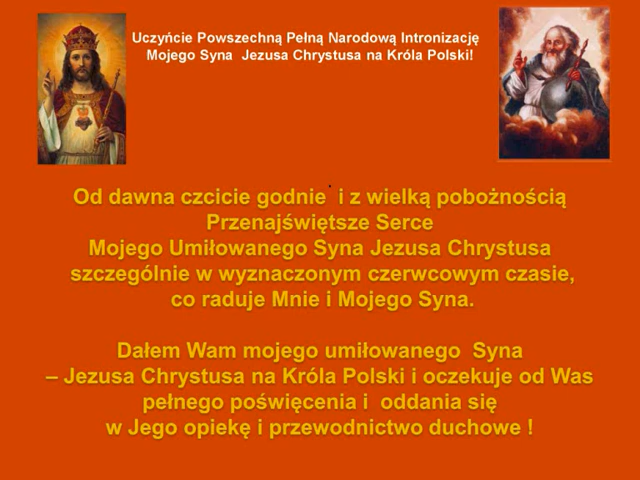 Uczyńcie Powszechną Pełną Narodową Intronizację
Mojego Syna Jezusa Chrystusa na Króla Polski!
Od dawna czcicie godnie i z wielką pobożnością
Przenajświętsze Serce
Mojego Umiłowanego Syna Jezusa Chrystusa
szczególnie w wyznaczonym czerwcowym czasie,
co raduje Mnie i Mojego Syna.
Dałem Wam mojego umiłowanego Syna
– Jezusa Chrystusa na Króla Polski i oczekuje od Was
pełnego poświęcenia i oddania się
w Jego opiekę i przewodnictwo duchowe !